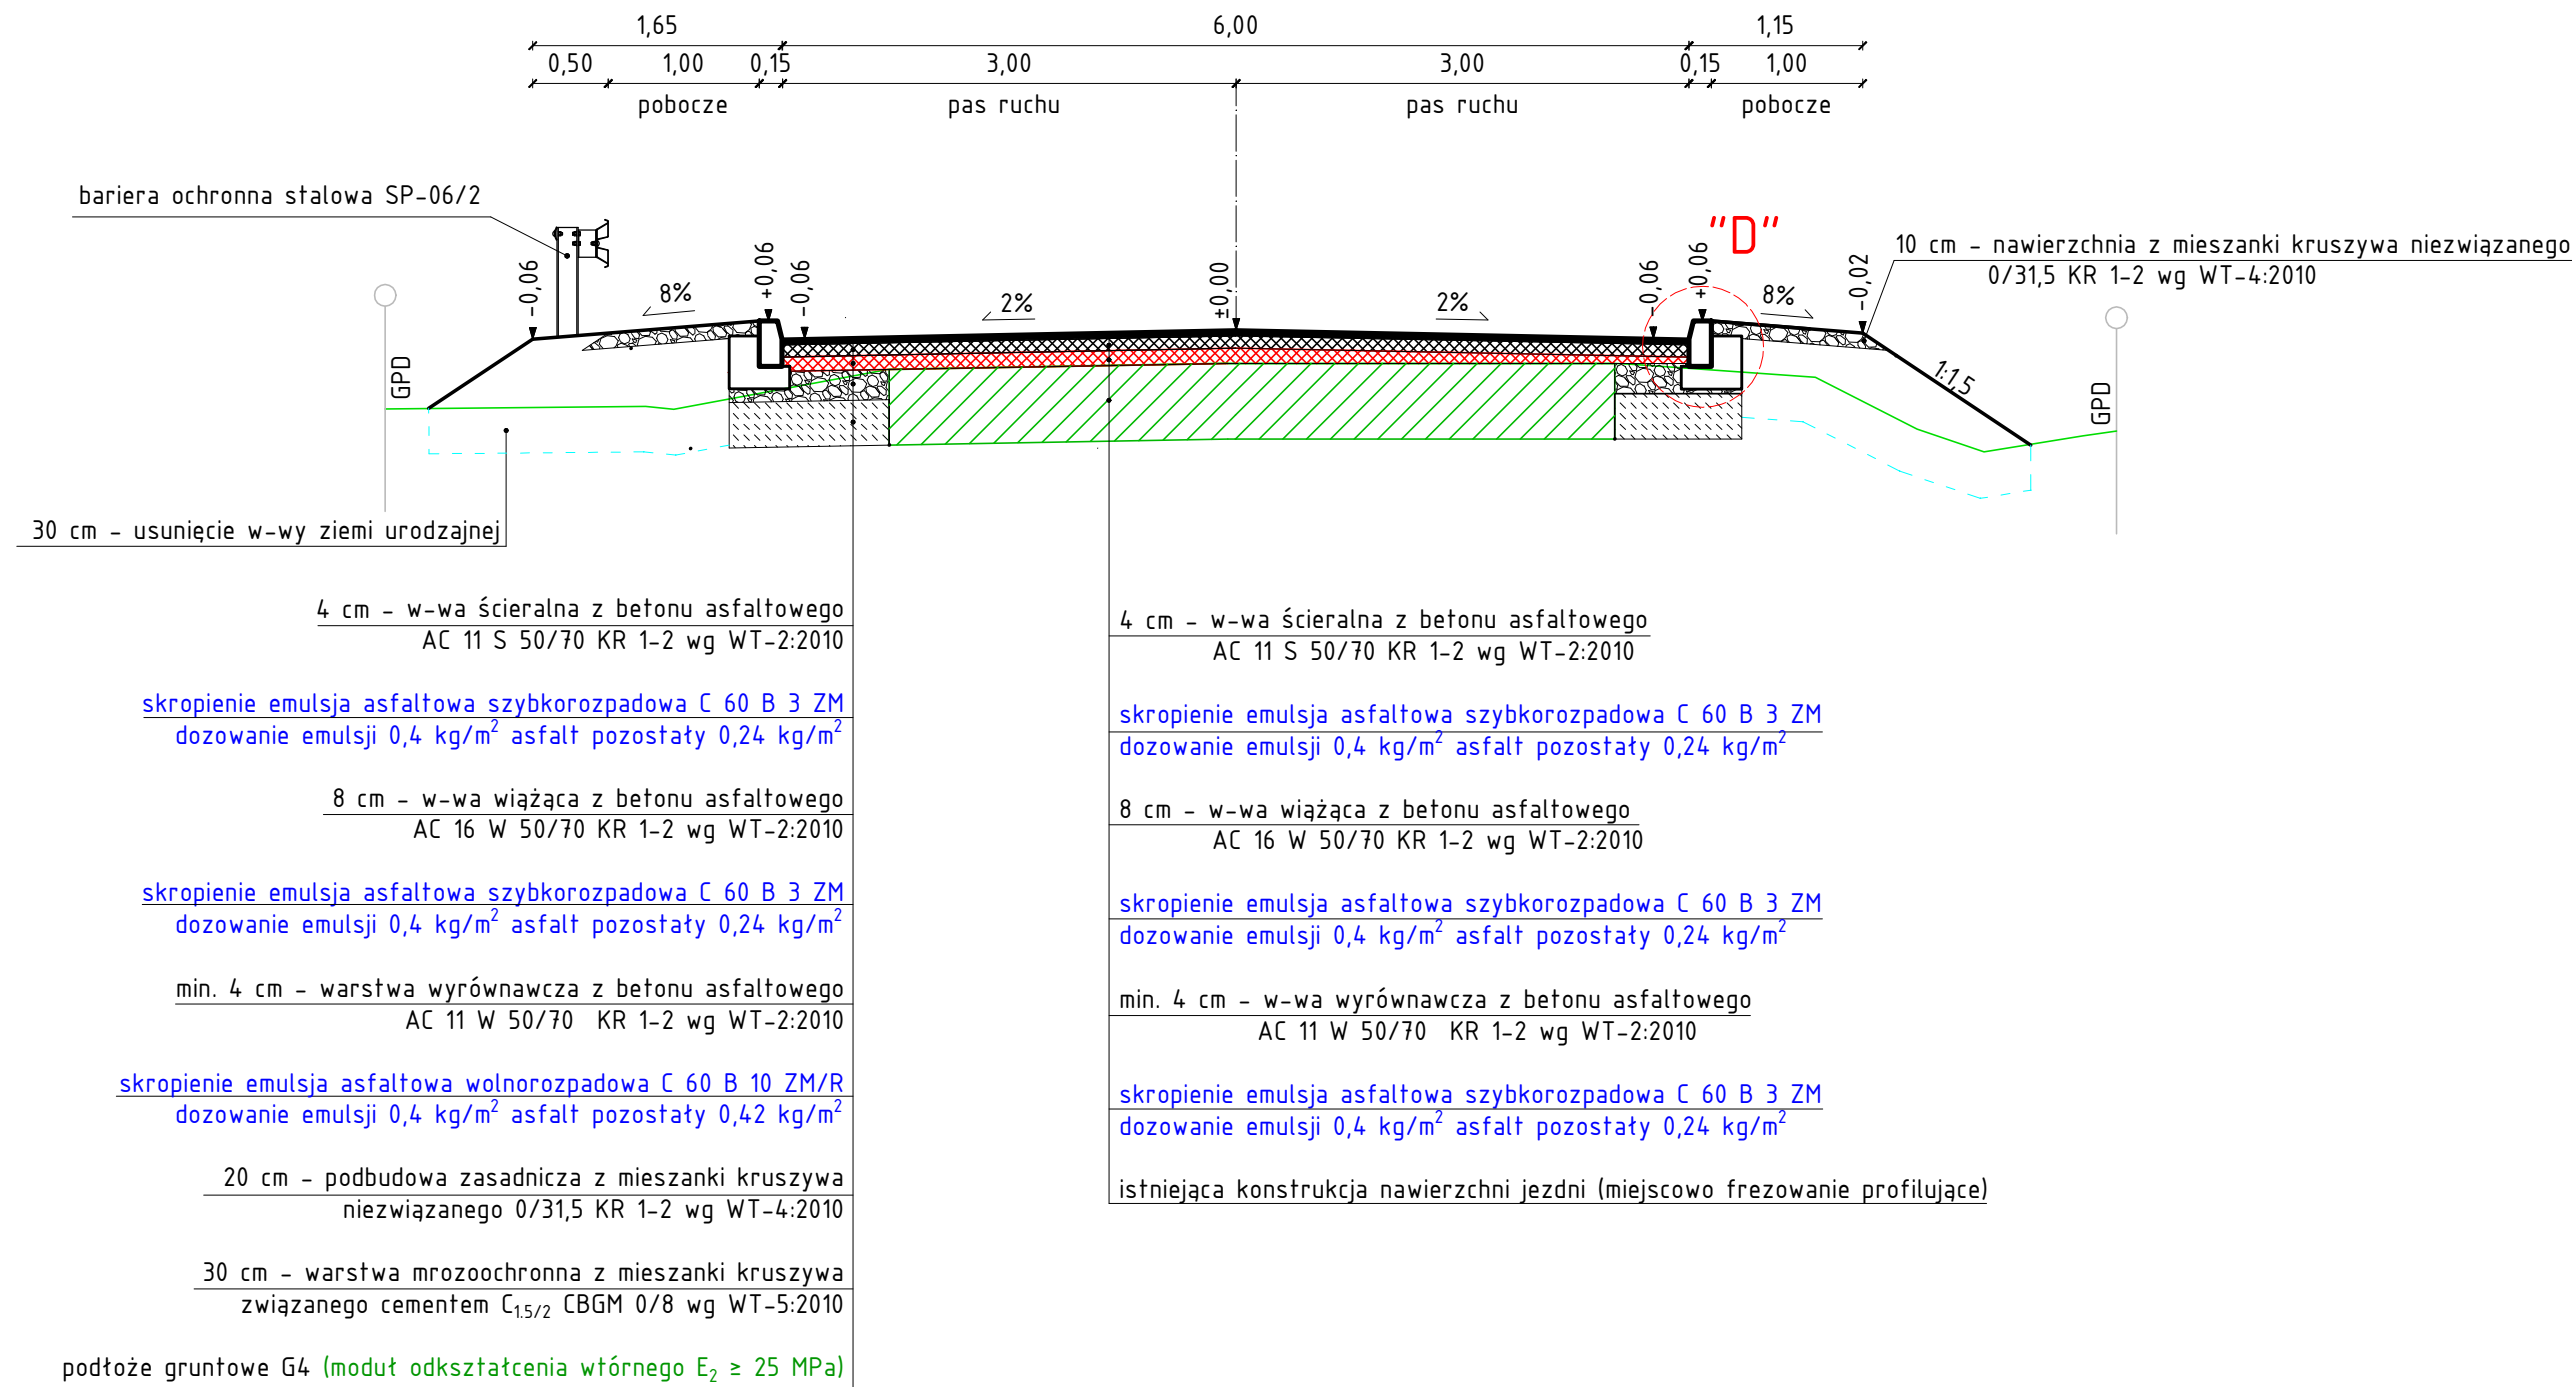 1,65 6,00 1,15
0,50 1,00 0,15 3,00 3,00 0,15 1,00
pobocze pas ruchu pas ruchu pobocze
bariera ochronna stalowa SP-06/2
"D"
10 cm - nawierzchnia z mieszanki kruszywa niezwiązanego
0/31,5 KR 1-2 wg WT-4:2010
-0,06
8%
+0,06
-0,06
2%
±0,00
2%
-0,06
+0,06
8%
-0,02
1:1,5
GPD
GPD
30 cm - usunięcie w-wy ziemi urodzajnej
4 cm - w-wa ścieralna z betonu asfaltowego
AC 11 S 50/70 KR 1-2 wg WT-2:2010
skropienie emulsja asfaltowa szybkorozpadowa C 60 B 3 ZM
dozowanie emulsji 0,4 kg/m² asfalt pozostały 0,24 kg/m²
8 cm - w-wa wiążąca z betonu asfaltowego
AC 16 W 50/70 KR 1-2 wg WT-2:2010
skropienie emulsja asfaltowa szybkorozpadowa C 60 B 3 ZM
dozowanie emulsji 0,4 kg/m² asfalt pozostały 0,24 kg/m²
min. 4 cm - warstwa wyrównawcza z betonu asfaltowego
AC 11 W 50/70 KR 1-2 wg WT-2:2010
skropienie emulsja asfaltowa wolnorozpadowa C 60 B 10 ZM/R
dozowanie emulsji 0,4 kg/m² asfalt pozostały 0,42 kg/m²
20 cm - podbudowa zasadnicza z mieszanki kruszywa
niezwiązanego 0/31,5 KR 1-2 wg WT-4:2010
30 cm - warstwa mrozoochronna z mieszanki kruszywa
związanego cementem C1.5/2 CBGM 0/8 wg WT-5:2010
podłoże gruntowe G4 (moduł odkształcenia wtórnego E₂ ≥ 25 MPa)
4 cm - w-wa ścieralna z betonu asfaltowego
AC 11 S 50/70 KR 1-2 wg WT-2:2010
skropienie emulsja asfaltowa szybkorozpadowa C 60 B 3 ZM
dozowanie emulsji 0,4 kg/m² asfalt pozostały 0,24 kg/m²
8 cm - w-wa wiążąca z betonu asfaltowego
AC 16 W 50/70 KR 1-2 wg WT-2:2010
skropienie emulsja asfaltowa szybkorozpadowa C 60 B 3 ZM
dozowanie emulsji 0,4 kg/m² asfalt pozostały 0,24 kg/m²
min. 4 cm - w-wa wyrównawcza z betonu asfaltowego
AC 11 W 50/70 KR 1-2 wg WT-2:2010
skropienie emulsja asfaltowa szybkorozpadowa C 60 B 3 ZM
dozowanie emulsji 0,4 kg/m² asfalt pozostały 0,24 kg/m²
istniejąca konstrukcja nawierzchni jezdni (miejscowo frezowanie profilujące)